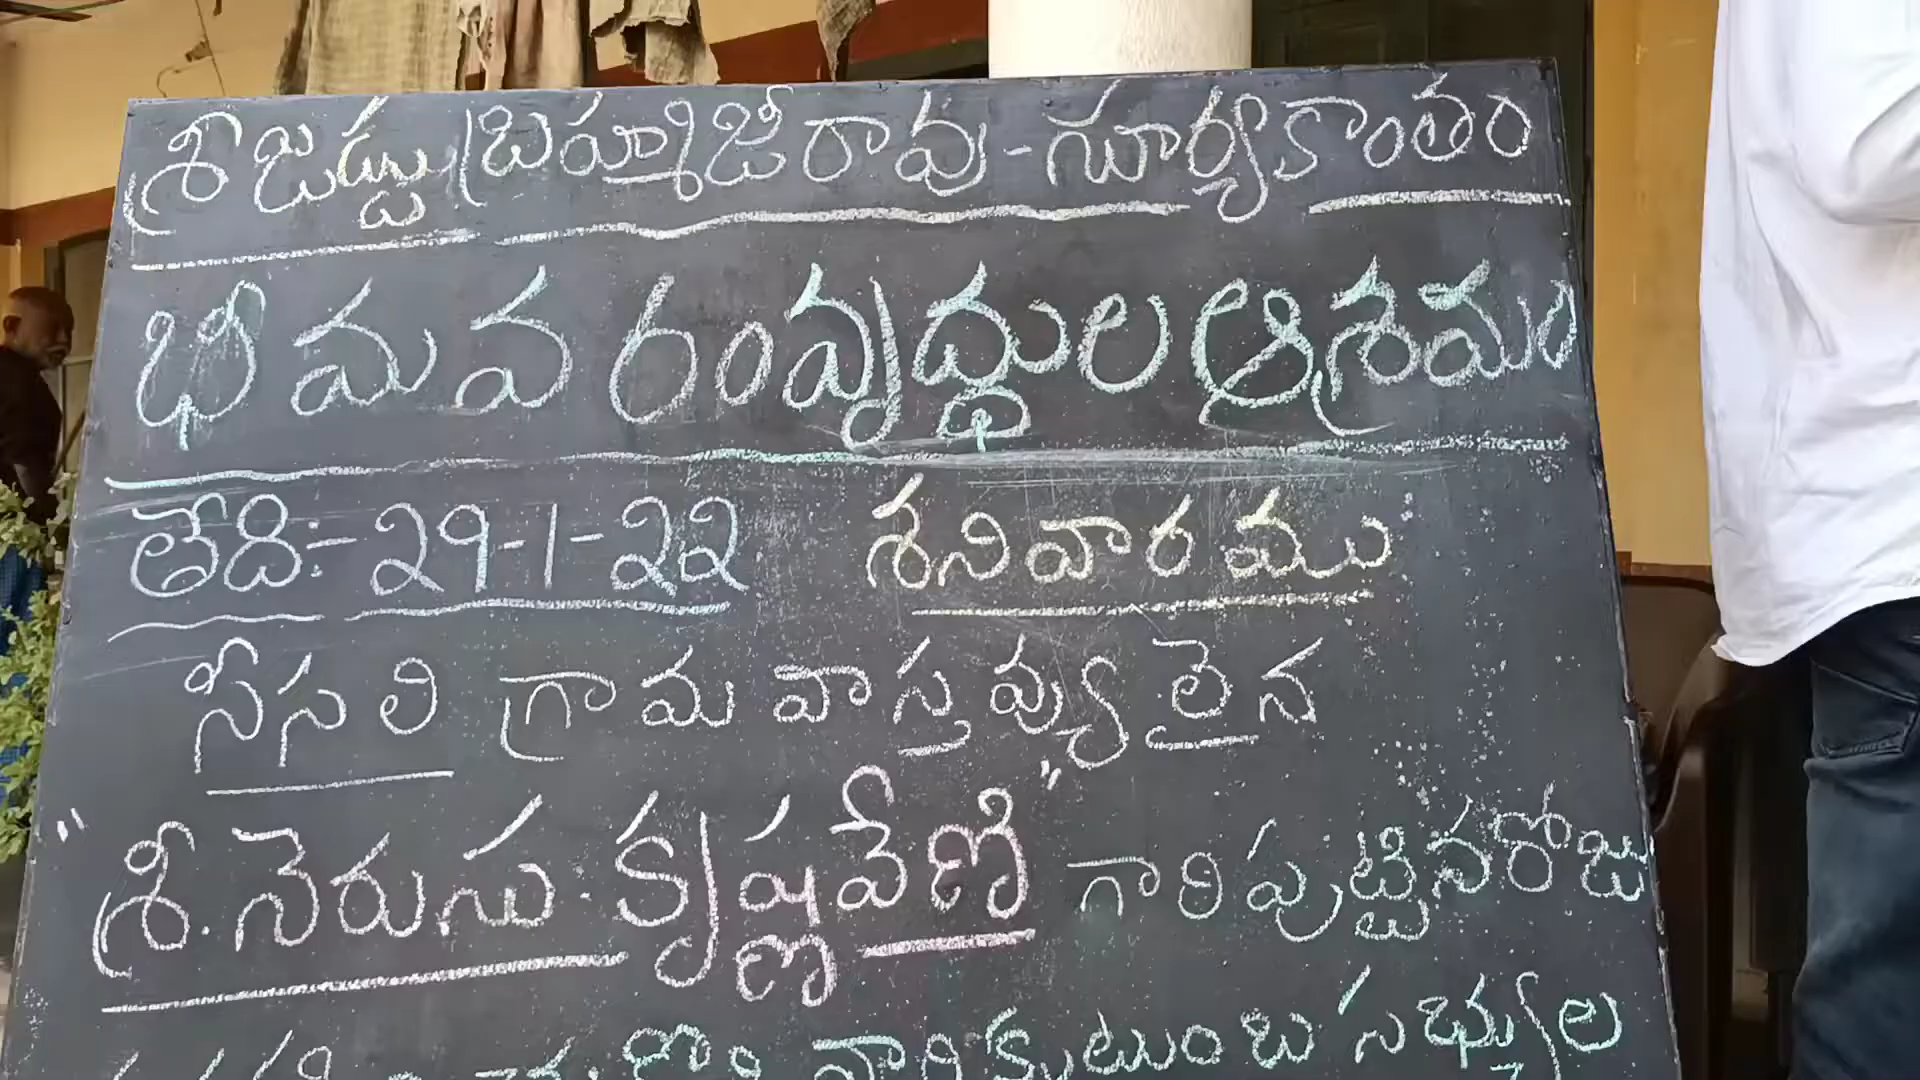 శ్రీ జడ్డు బ్రహ్మాజీరావు - సూర్యకాంతం
భీమవరం వృద్ధుల ఆశ్రమం
తేది:- 29-1-22 శనివారము
సీసలి గ్రామ వాస్తవ్యులైన
"శ్రీ. నెరుసు. కృష్ణవేణి" గారి పుట్టినరోజు
వారి కుటుంబ సభ్యుల